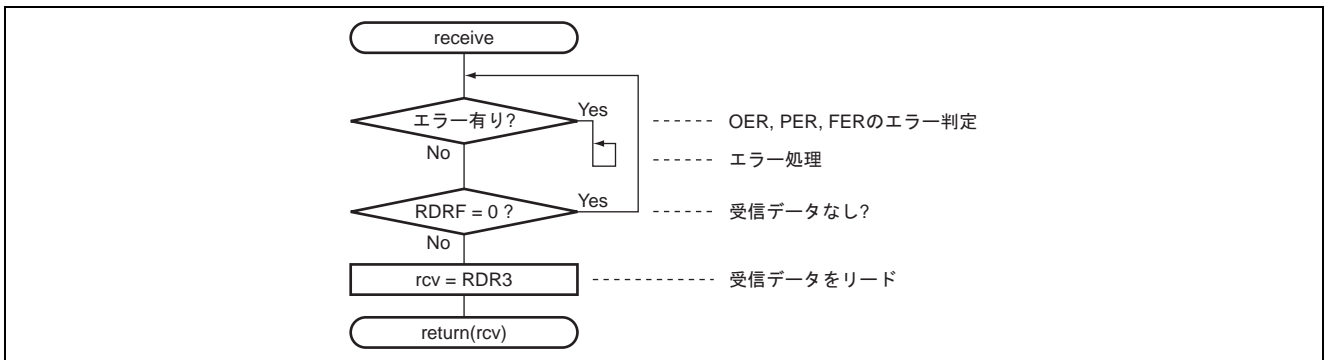 receive
エラー有り?
Yes
OER, PER, FERのエラー判定
No
エラー処理
RDRF = 0 ?
Yes
受信データなし?
No
rcv = RDR3
受信データをリード
return(rcv)